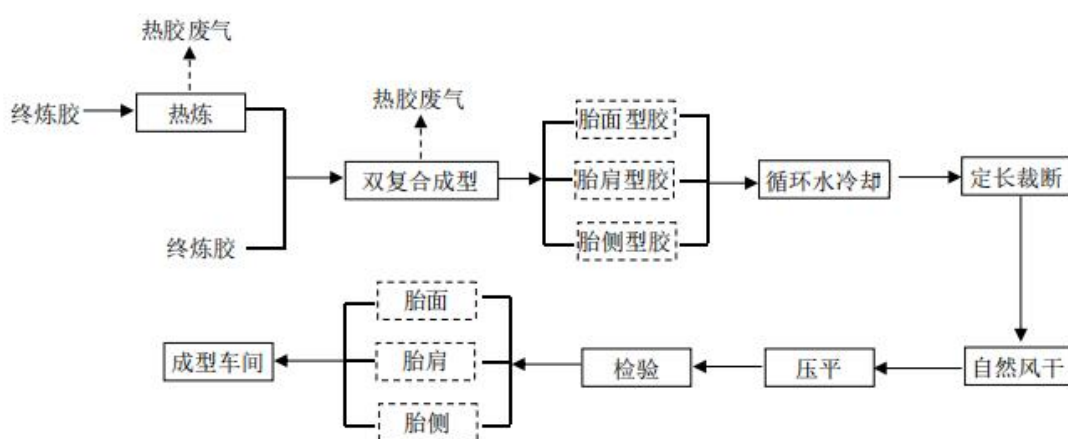 热胶废气
终炼胶
热炼
热胶废气
双复合成型
终炼胶
胎面型胶
胎肩型胶
胎侧型胶
循环水冷却
定长裁断
自然风干
压平
检验
胎面
胎肩
胎侧
成型车间